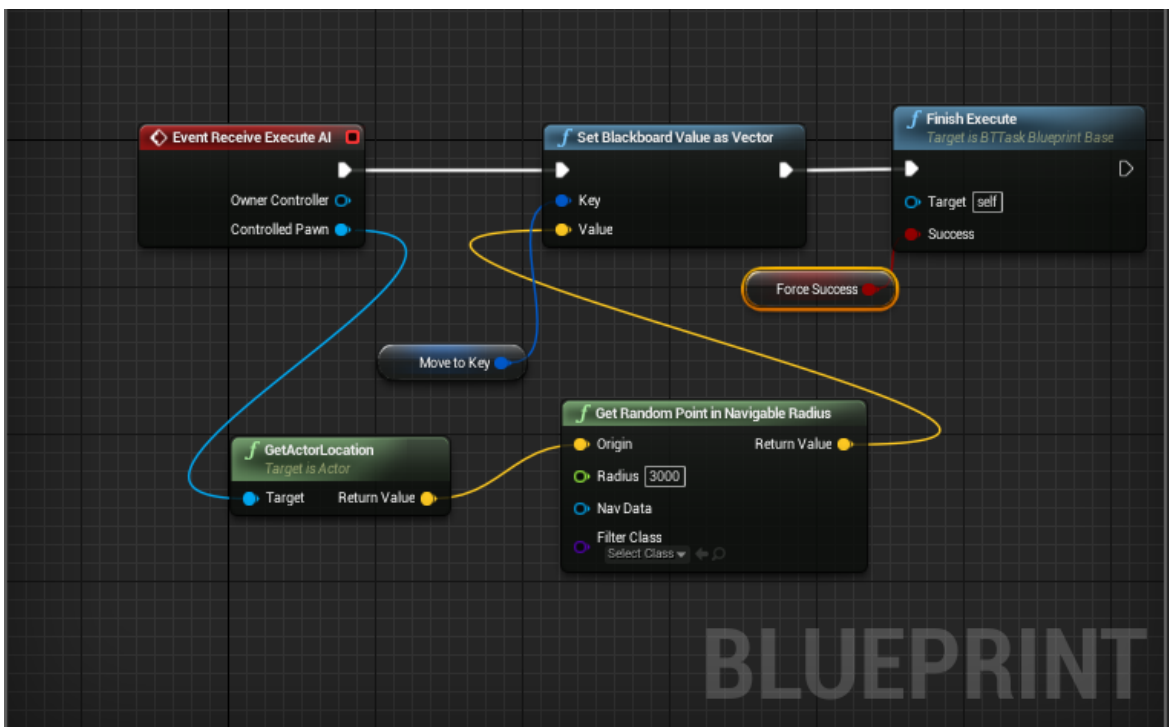 Event Receive Execute AI
Owner Controller
Controlled Pawn
Set Blackboard Value as Vector
Key
Value
Finish Execute
Target is BTTask Blueprint Base
Target self
Success
Force Success
Move to Key
GetActorLocation
Target is Actor
Target Return Value
Get Random Point in Navigable Radius
Origin Return Value
Radius 3000
Nav Data
Filter Class
Select Class
BLUEPRINT